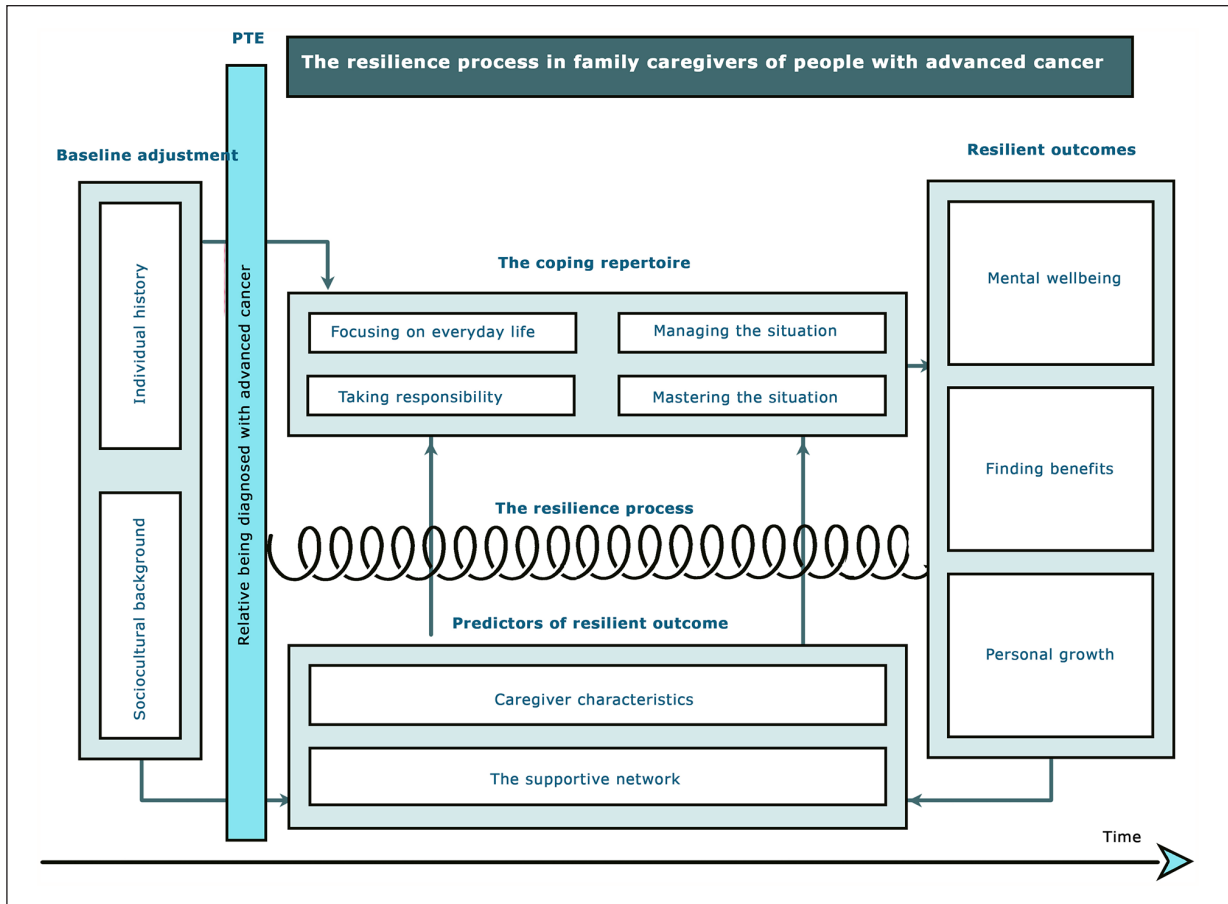 PTE
The resilience process in family caregivers of people with advanced cancer
Baseline adjustment
Individual history
Sociocultural background
Relative being diagnosed with advanced cancer
The coping repertoire
Focusing on everyday life
Managing the situation
Taking responsibility
Mastering the situation
The resilience process
Predictors of resilient outcome
Caregiver characteristics
The supportive network
Resilient outcomes
Mental wellbeing
Finding benefits
Personal growth
Time